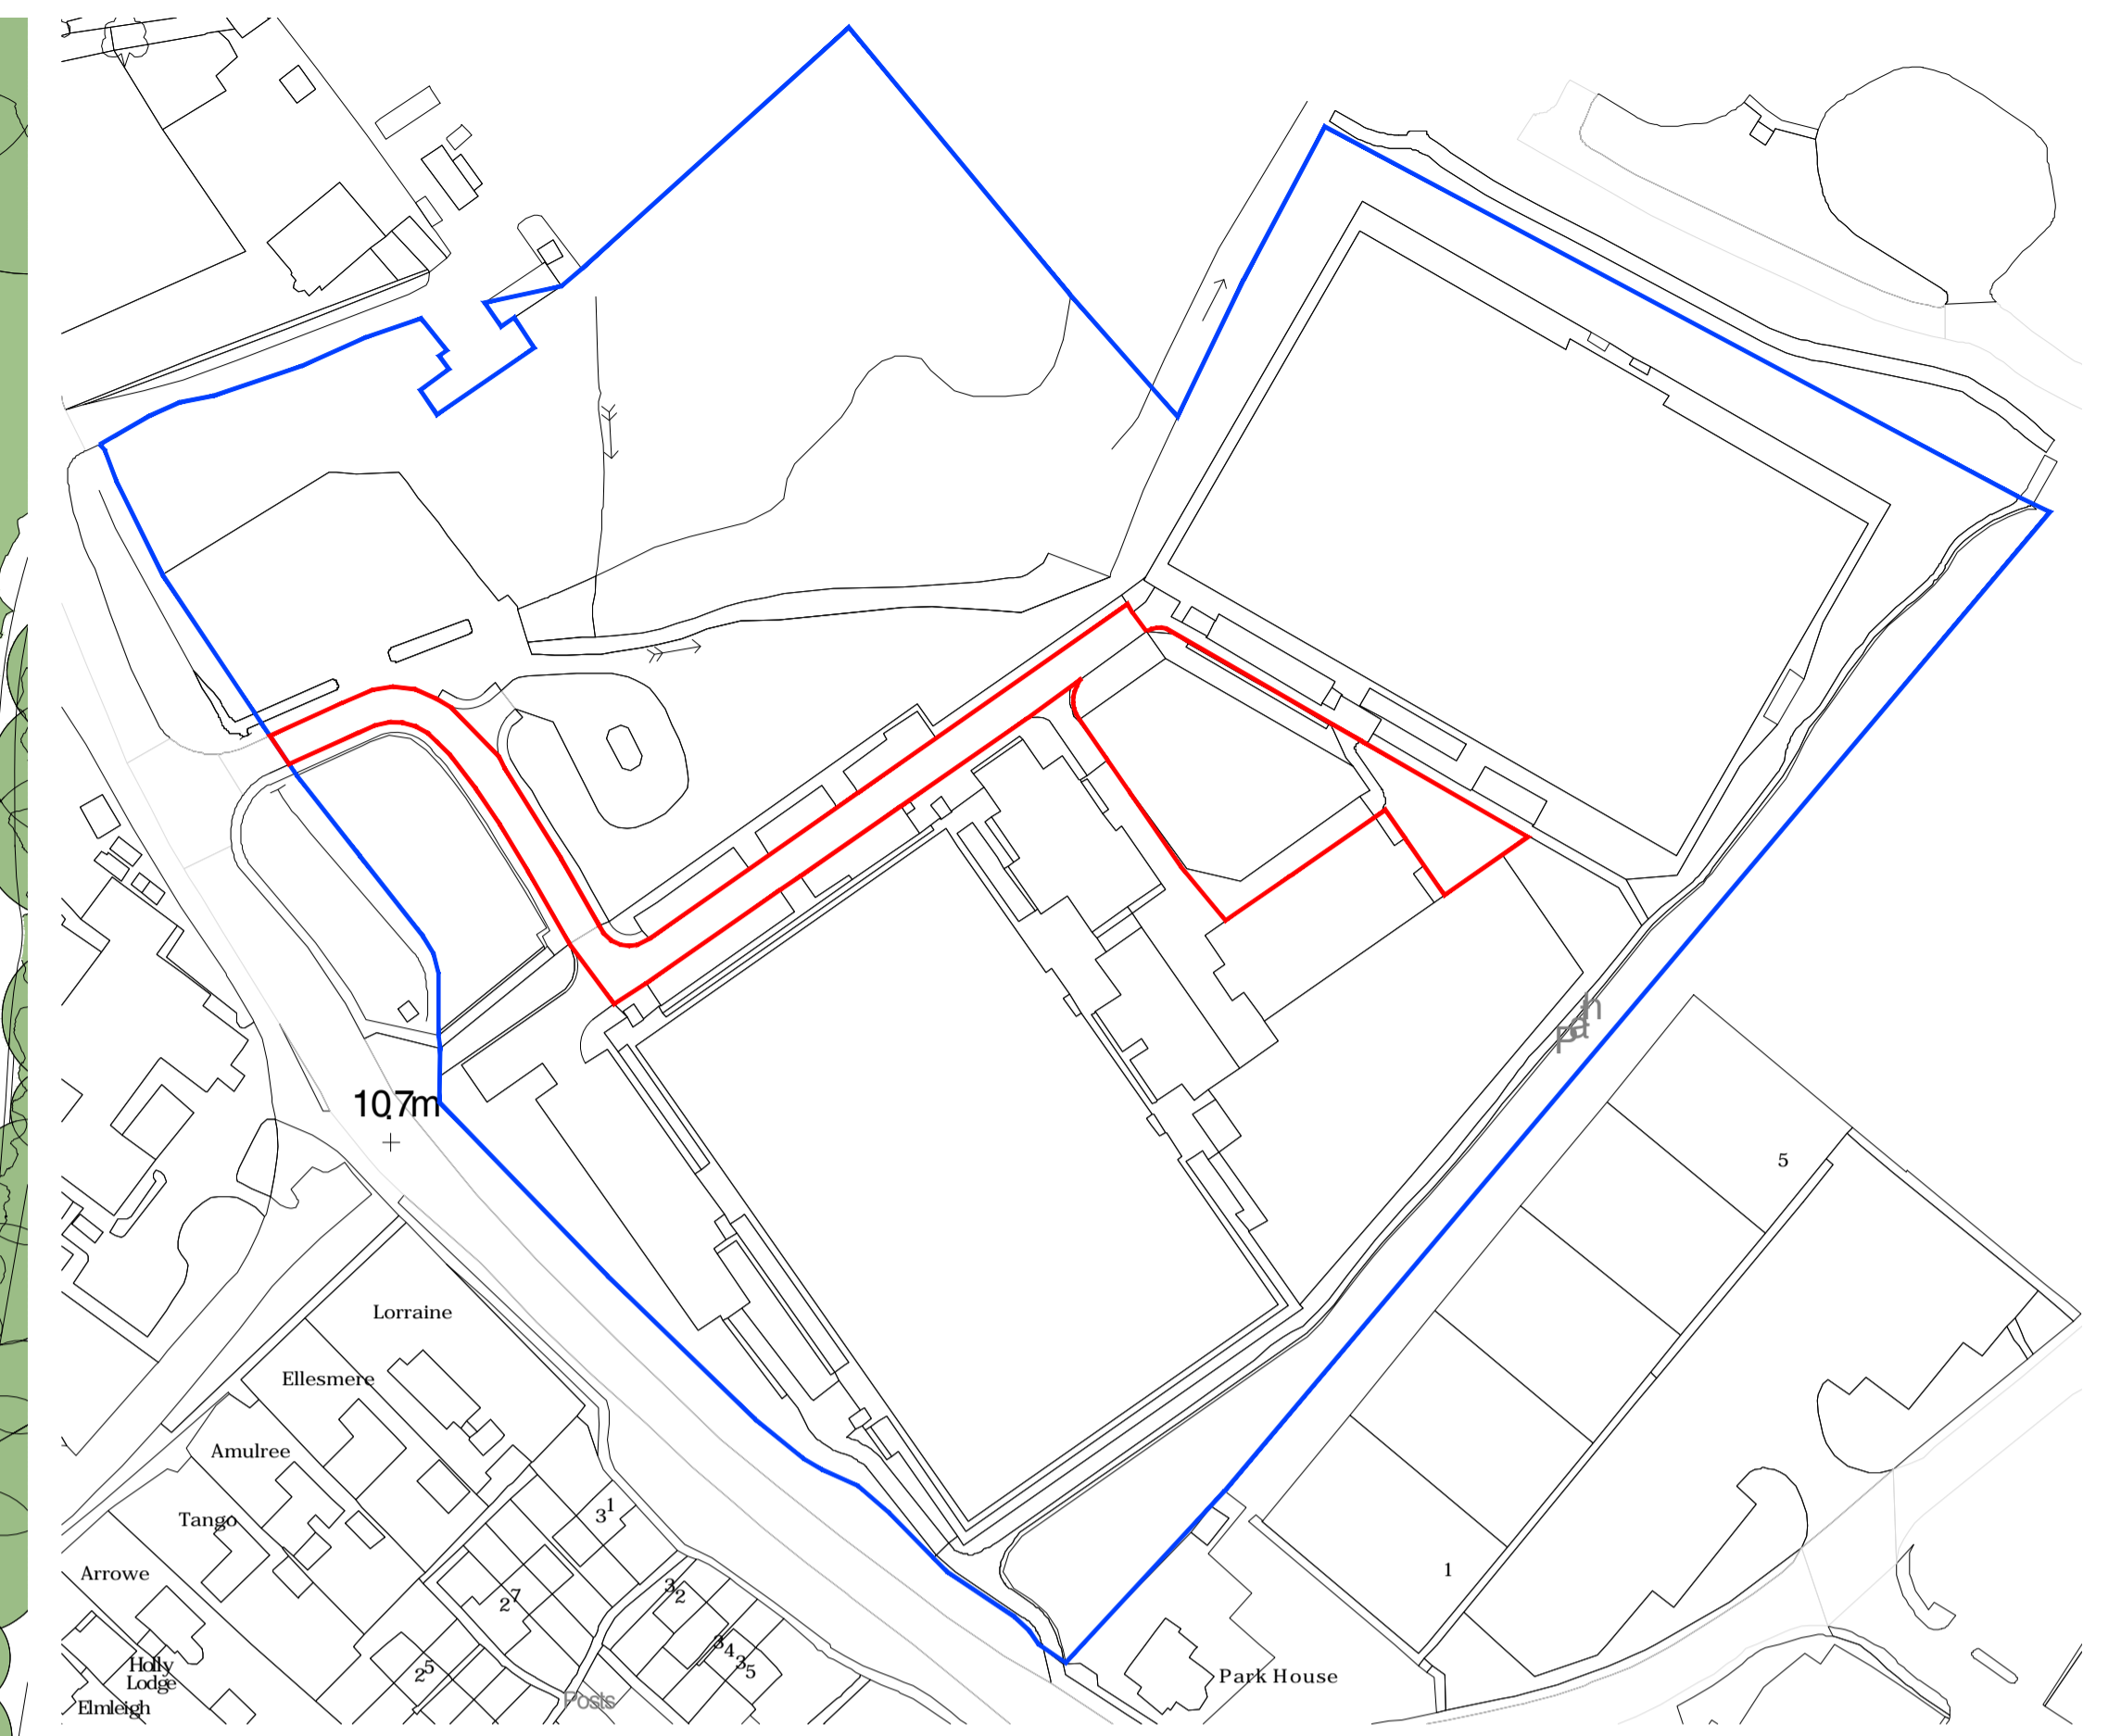 Path
10.7m
5
Lorraine
Ellesmere
Amulree
Tango
31
1
Arrowe
27
32
34
35
25
Holly
Lodge
Elmleigh
Posts
Park House